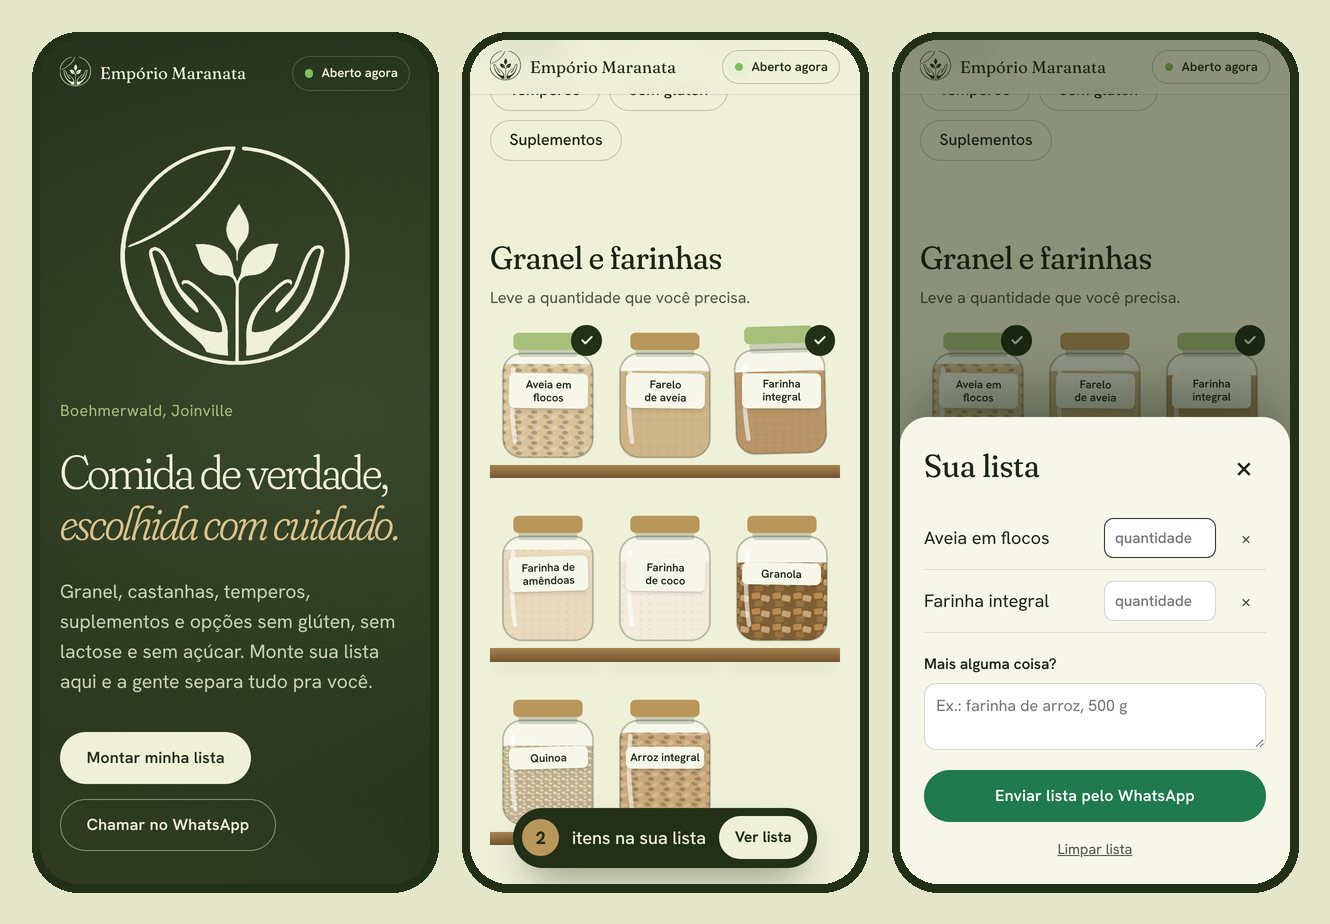 Empório Maranata
Aberto agora
Boehmerwald, Joinville
Comida de verdade,
escolhida com cuidado.
Granel, castanhas, temperos,
suplementos e opções sem glúten, sem
lactose e sem açúcar. Monte sua lista
aqui e a gente separa tudo pra você.
Montar minha lista
Chamar no WhatsApp
Empório Maranata
Aberto agora
Temperos
Sem glúten
Suplementos
Granel e farinhas
Leve a quantidade que você precisa.
Aveia em
flocos
Farelo
de aveia
Farinha
integral
Farinha de
amêndoas
Farinha
de coco
Granola
Quinoa
Arroz integral
2 itens na sua lista
Ver lista
Empório Maranata
Aberto agora
Temperos
Sem glúten
Suplementos
Granel e farinhas
Leve a quantidade que você precisa.
Aveia em
flocos
Farelo
de aveia
Farinha
integral
Sua lista
Aveia em flocos
quantidade
Farinha integral
quantidade
Mais alguma coisa?
Ex.: farinha de arroz, 500 g
Enviar lista pelo WhatsApp
Limpar lista